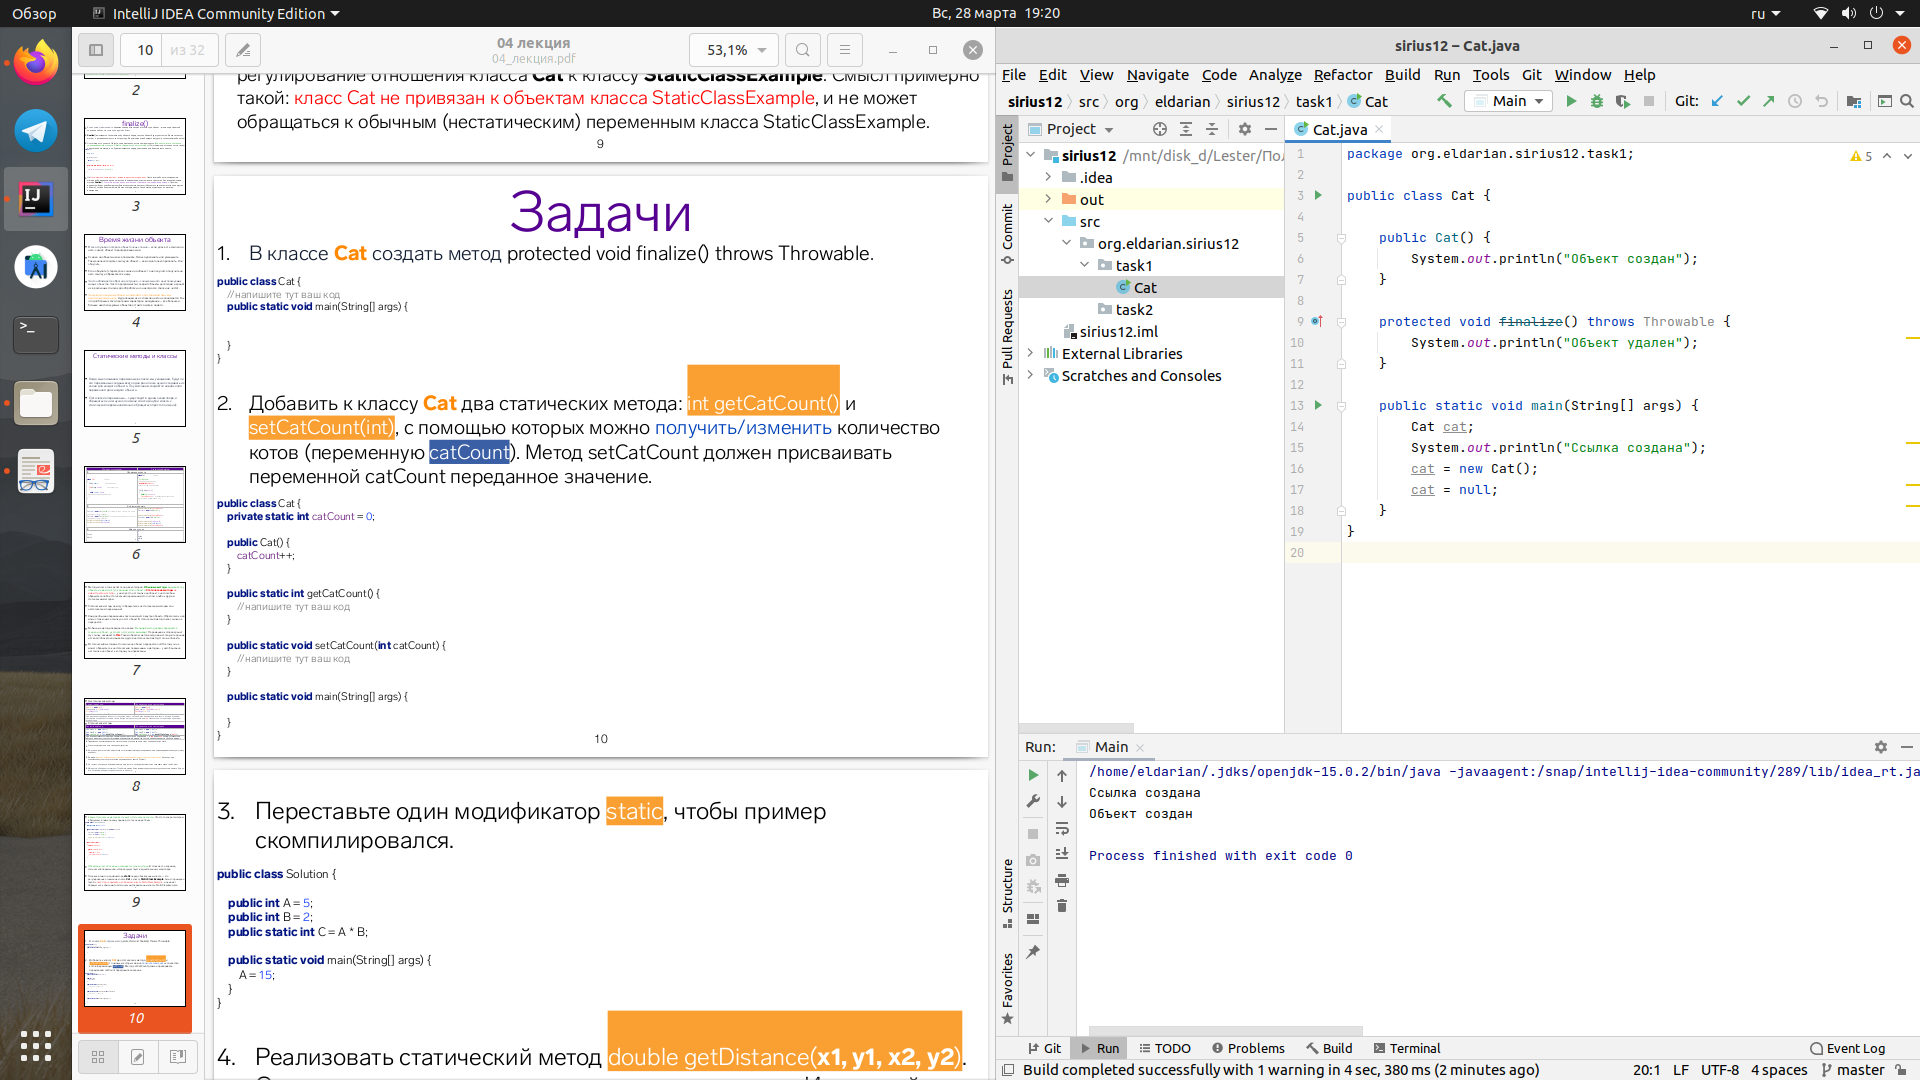 Обзор
IntelliJ IDEA Community Edition
Вс, 28 марта 19:20
ru
10 из 32
04 лекция
04_лекция.pdf
53,1%
2
finalize()
3
Время жизни объекта
4
Статические методы и классы
5
6
7
8
9
Задачи
10
регулирование отношения класса Cat к классу StaticClassExample. Смысл примерно
такой: класс Cat не привязан к объектам класса StaticClassExample, и не может
обращаться к обычным (нестатическим) переменным класса StaticClassExample.
9
Задачи
1. В классе Cat создать метод protected void finalize() throws Throwable.
public class Cat {
//напишите тут ваш код
public static void main(String[] args) {
}
}
2. Добавить к классу Cat два статических метода: int getCatCount() и
setCatCount(int), с помощью которых можно получить/изменить количество
котов (переменную catCount). Метод setCatCount должен присваивать
переменной catCount переданное значение.
public class Cat {
private static int catCount = 0;
public Cat() {
catCount++;
}
public static int getCatCount() {
//напишите тут ваш код
}
public static void setCatCount(int catCount) {
//напишите тут ваш код
}
public static void main(String[] args) {
}
}
10
3. Переставьте один модификатор static, чтобы пример
скомпилировался.
public class Solution {
public int A = 5;
public int B = 2;
public static int C = A * B;
public static void main(String[] args) {
A = 15;
}
}
4. Реализовать статический метод double getDistance(x1, y1, x2, y2).
sirius12 – Cat.java
File Edit View Navigate Code Analyze Refactor Build Run Tools Git Window Help
sirius12 src org eldarian sirius12 task1 Cat
Main
Git:
Project
Commit
Pull Requests
Structure
Favorites
Project
sirius12 /mnt/disk_d/Lester/Пол
.idea
out
src
org.eldarian.sirius12
task1
Cat
task2
sirius12.iml
External Libraries
Scratches and Consoles
Cat.java
5
1 package org.eldarian.sirius12.task1;
2
3 public class Cat {
4
5 public Cat() {
6 System.out.println("Объект создан");
7 }
8
9 protected void finalize() throws Throwable {
10 System.out.println("Объект удален");
11 }
12
13 public static void main(String[] args) {
14 Cat cat;
15 System.out.println("Ссылка создана");
16 cat = new Cat();
17 cat = null;
18 }
19 }
20
Run: Main
/home/eldarian/.jdks/openjdk-15.0.2/bin/java -javaagent:/snap/intellij-idea-community/289/lib/idea_rt.ja
Ссылка создана
Объект создан
Process finished with exit code 0
Git Run TODO Problems Build Terminal Event Log
Build completed successfully with 1 warning in 4 sec, 380 ms (2 minutes ago)
20:1 LF UTF-8 4 spaces master